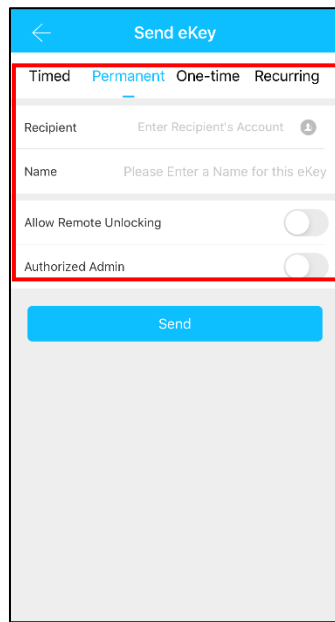 Send eKey
Timed Permanent One-time Recurring
Recipient Enter Recipient's Account
Name Please Enter a Name for this eKey
Allow Remote Unlocking
Authorized Admin
Send